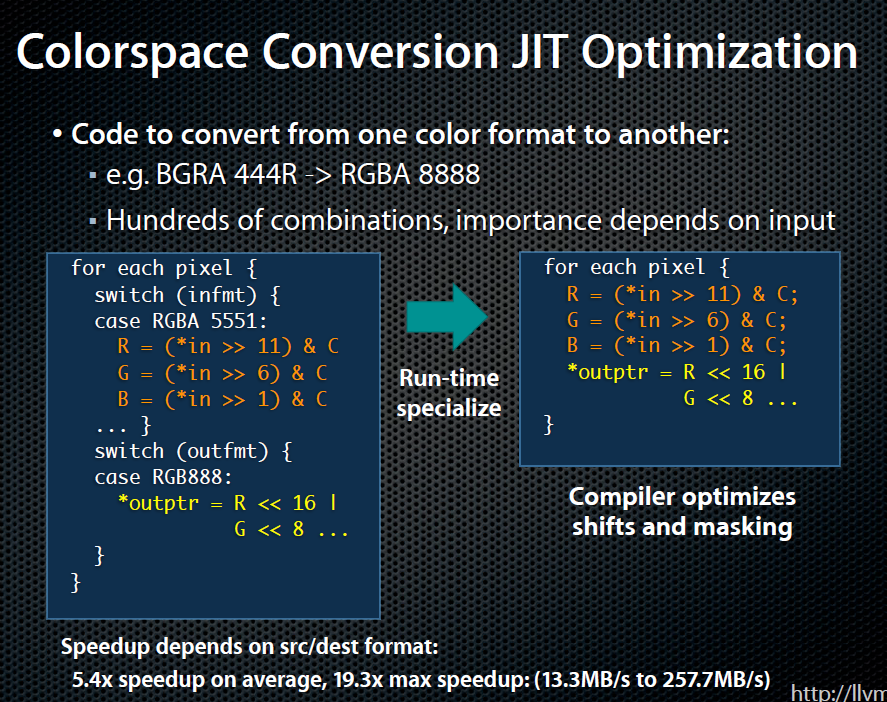 Colorspace Conversion JIT Optimization
• Code to convert from one color format to another:
▪ e.g. BGRA 444R -> RGBA 8888
▪ Hundreds of combinations, importance depends on input
for each pixel {
switch (infmt) {
case RGBA 5551:
R = (*in >> 11) & C
G = (*in >> 6) & C
B = (*in >> 1) & C
... }
switch (outfmt) {
case RGB888:
*outptr = R << 16 |
G << 8 ...
}
}
Run-time
specialize
for each pixel {
R = (*in >> 11) & C;
G = (*in >> 6) & C;
B = (*in >> 1) & C;
*outptr = R << 16 |
G << 8 ...
}
Compiler optimizes
shifts and masking
Speedup depends on src/dest format:
5.4x speedup on average, 19.3x max speedup: (13.3MB/s to 257.7MB/s)
http://llvm